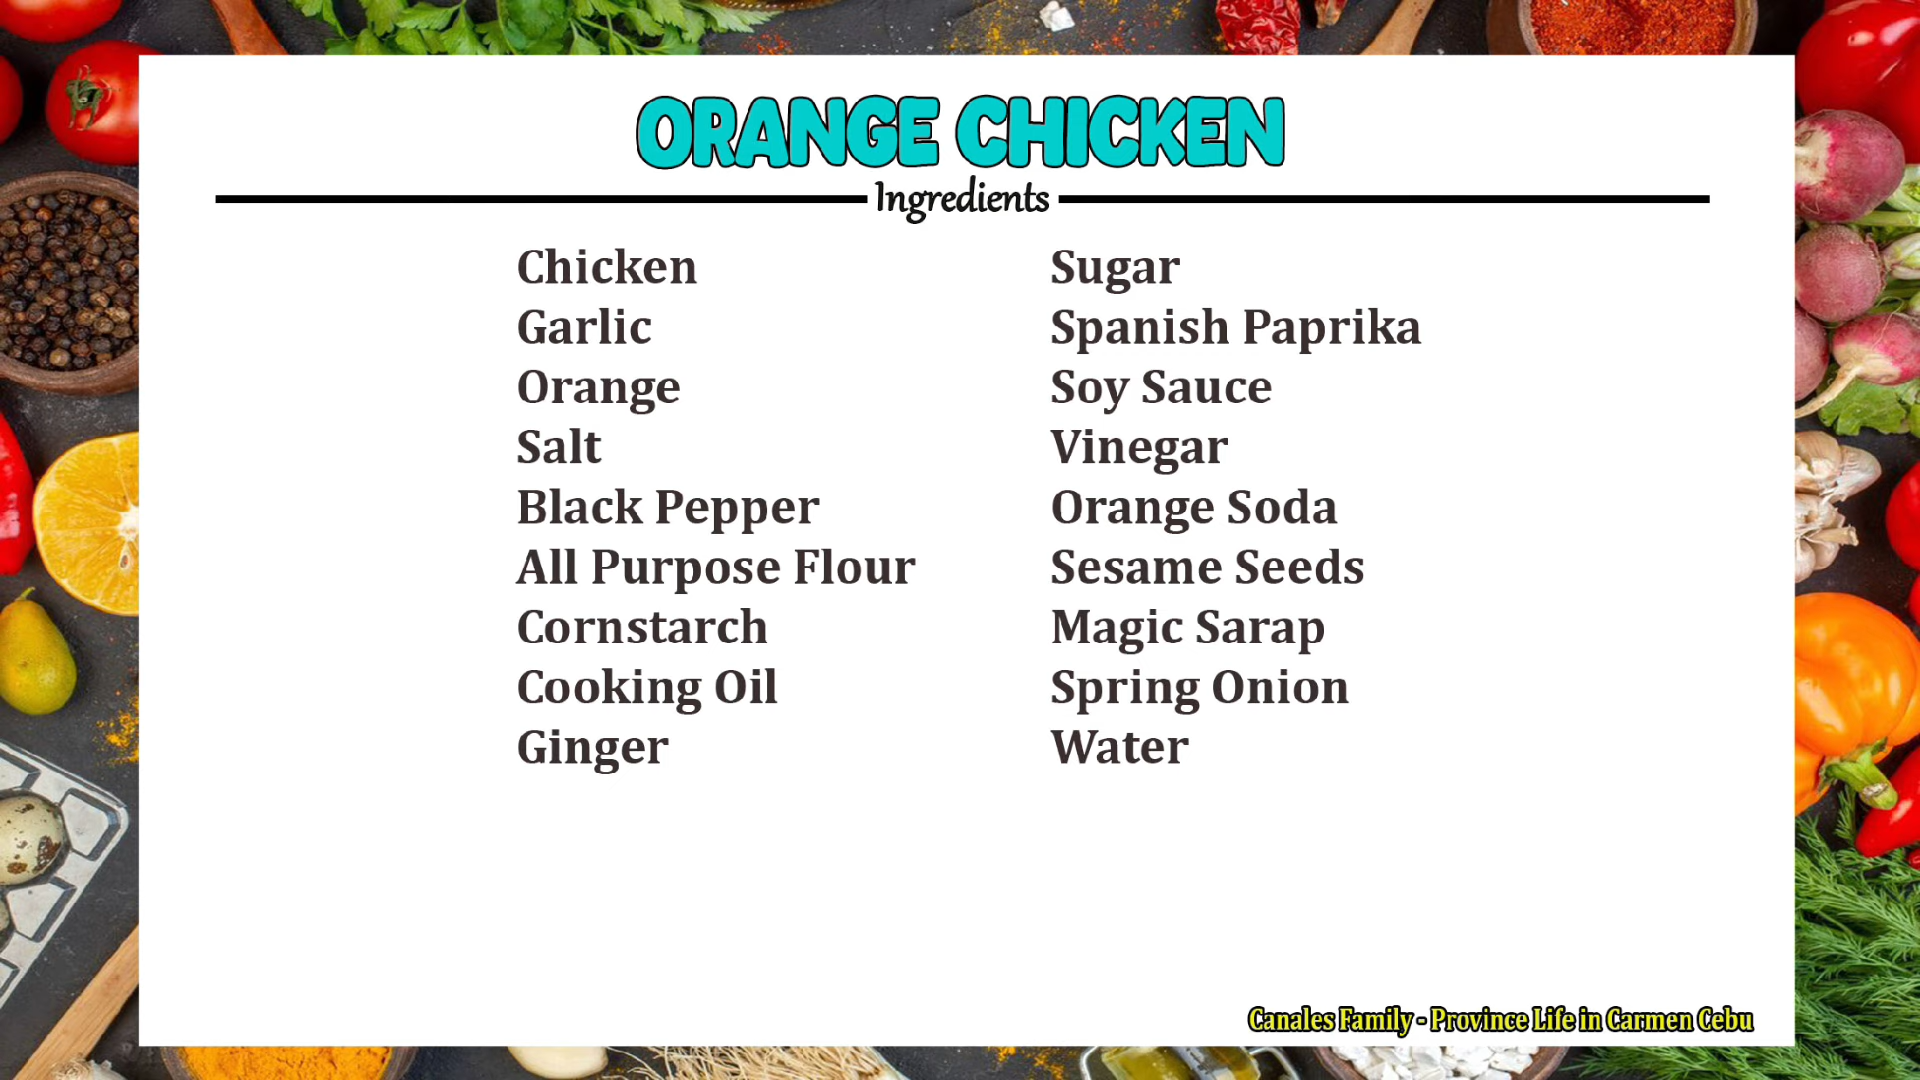 ORANGE CHICKEN
Ingredients
Chicken
Garlic
Orange
Salt
Black Pepper
All Purpose Flour
Cornstarch
Cooking Oil
Ginger
Sugar
Spanish Paprika
Soy Sauce
Vinegar
Orange Soda
Sesame Seeds
Magic Sarap
Spring Onion
Water
Canales Family - Province Life in Carmen Cebu